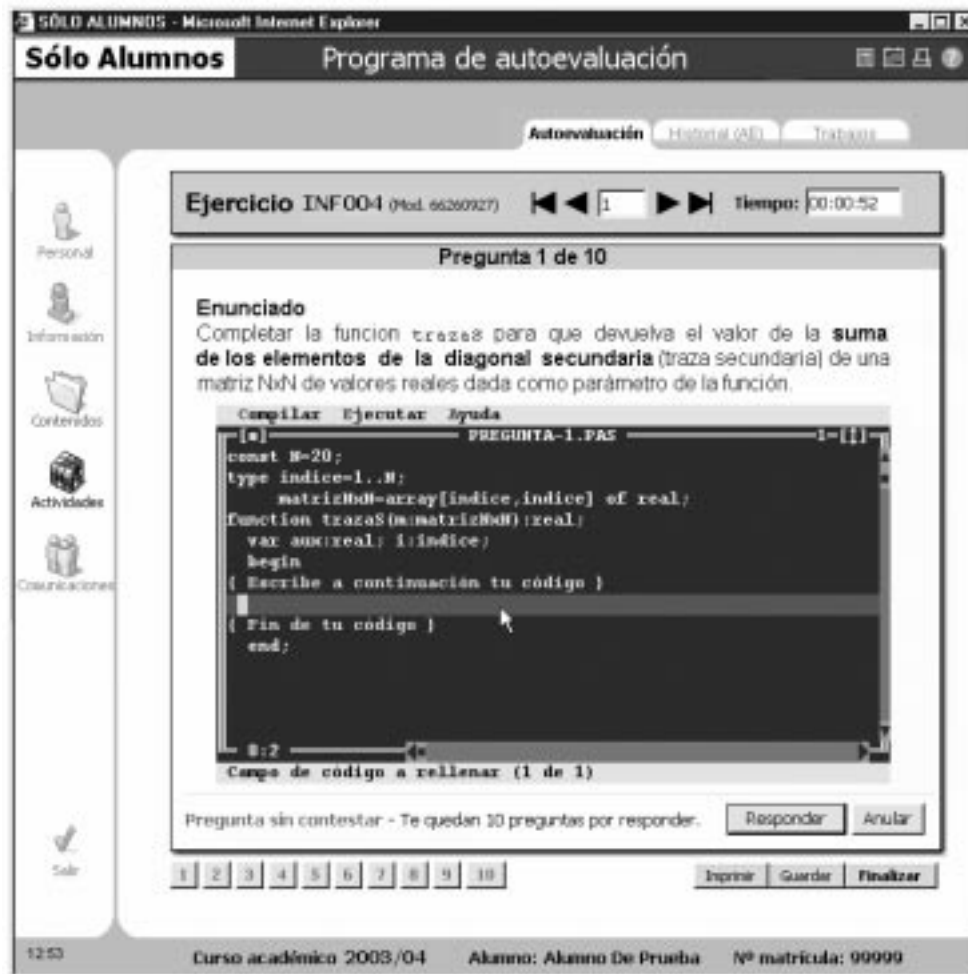 SÓLO ALUMNOS - Microsoft Internet Explorer
Sólo Alumnos
Programa de autoevaluación
Autoevaluación
Historial (All)
Trabajos
Personal
Información
Contenidos
Actividades
Comunicaciones
Salir
Ejercicio INF004 (Mod. 66260927)
1
Tiempo: 00:00:52
Pregunta 1 de 10
Enunciado
Completar la funcion trazaS para que devuelva el valor de la suma
de los elementos de la diagonal secundaria (traza secundaria) de una
matriz NxN de valores reales dada como parámetro de la función.
Compilar Ejecutar Ayuda
PREGUNTA-1.PAS
const N=20;
type indice=1..N;
matrizNxN=array[indice,indice] of real;
function trazaS(m:matrizNxN):real;
var aux:real; i:indice;
begin
{ Escribe a continuación tu código }
{ Fin de tu código }
end;
8:2
Campo de código a rellenar (1 de 1)
Pregunta sin contestar - Te quedan 10 preguntas por responder.
Responder
Anular
1 2 3 4 5 6 7 8 9 10
Imprimir Guardar Finalizar
12:53
Curso académico 2003/04 Alumno: Alumno De Prueba Nº matrícula: 99999